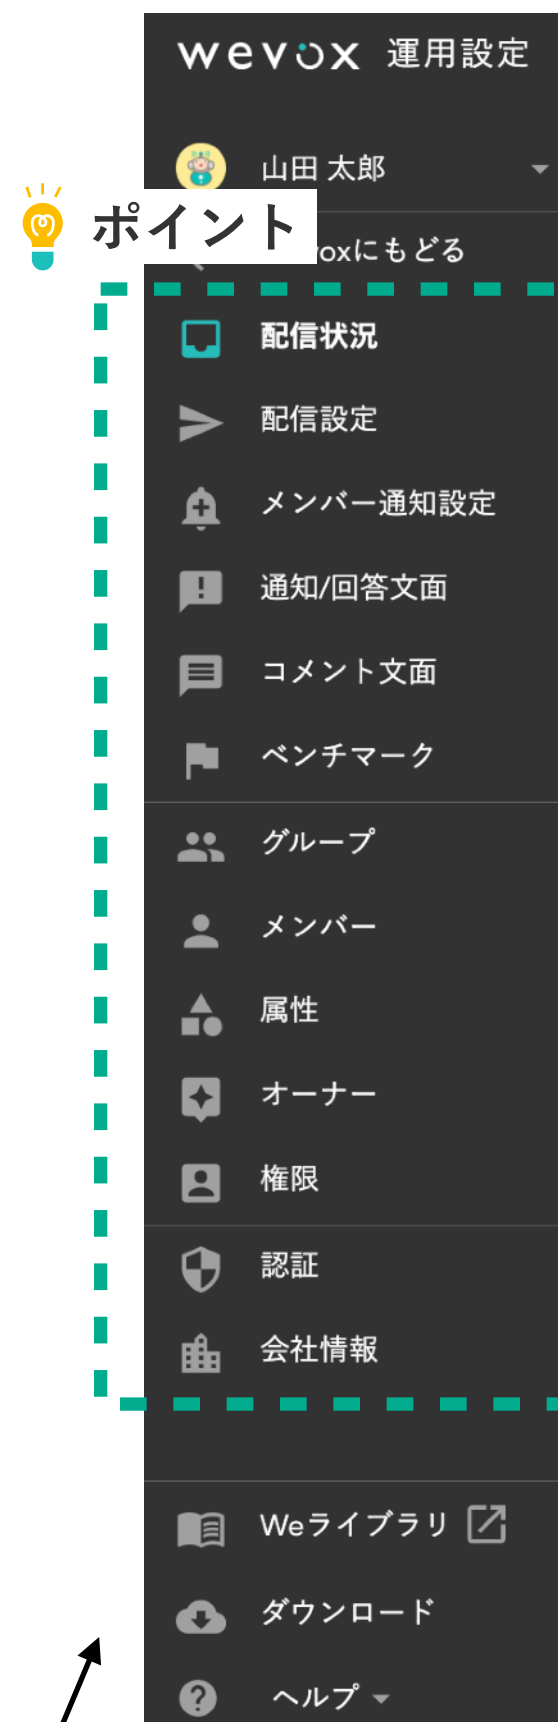 wevox 運用設定
山田 太郎
ポイント
oxにもどる
配信状況
配信設定
メンバー通知設定
通知/回答文面
コメント文面
ベンチマーク
グループ
メンバー
属性
オーナー
権限
認証
会社情報
Weライブラリ
ダウンロード
ヘルプ